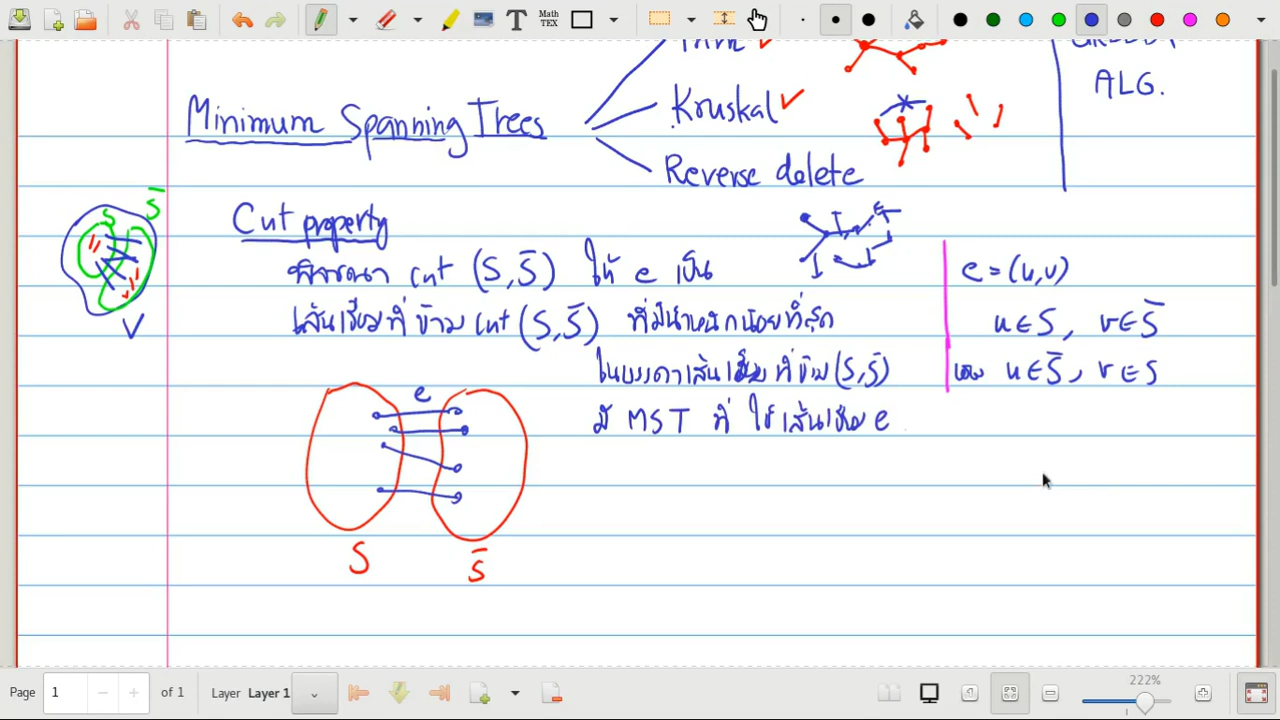 ALG.
Minimum Spanning Trees
Kruskal
Reverse delete
S S̄
V
Cut property
พิจารณา cut (S, S̄) ให้ e เป็น
เส้นเชื่อมที่ข้าม cut (S, S̄) ที่มีน้ำหนักน้อยที่สุด
ในบรรดาเส้นเชื่อมที่ข้าม (S, S̄)
มี MST ที่ใช้เส้นเชื่อม e
e = (u,v)
u ∈ S, v ∈ S̄
u ∈ S̄, v ∈ S
e
S
S̄
T
Math
TEX
Page 1 of 1 Layer Layer 1 222%